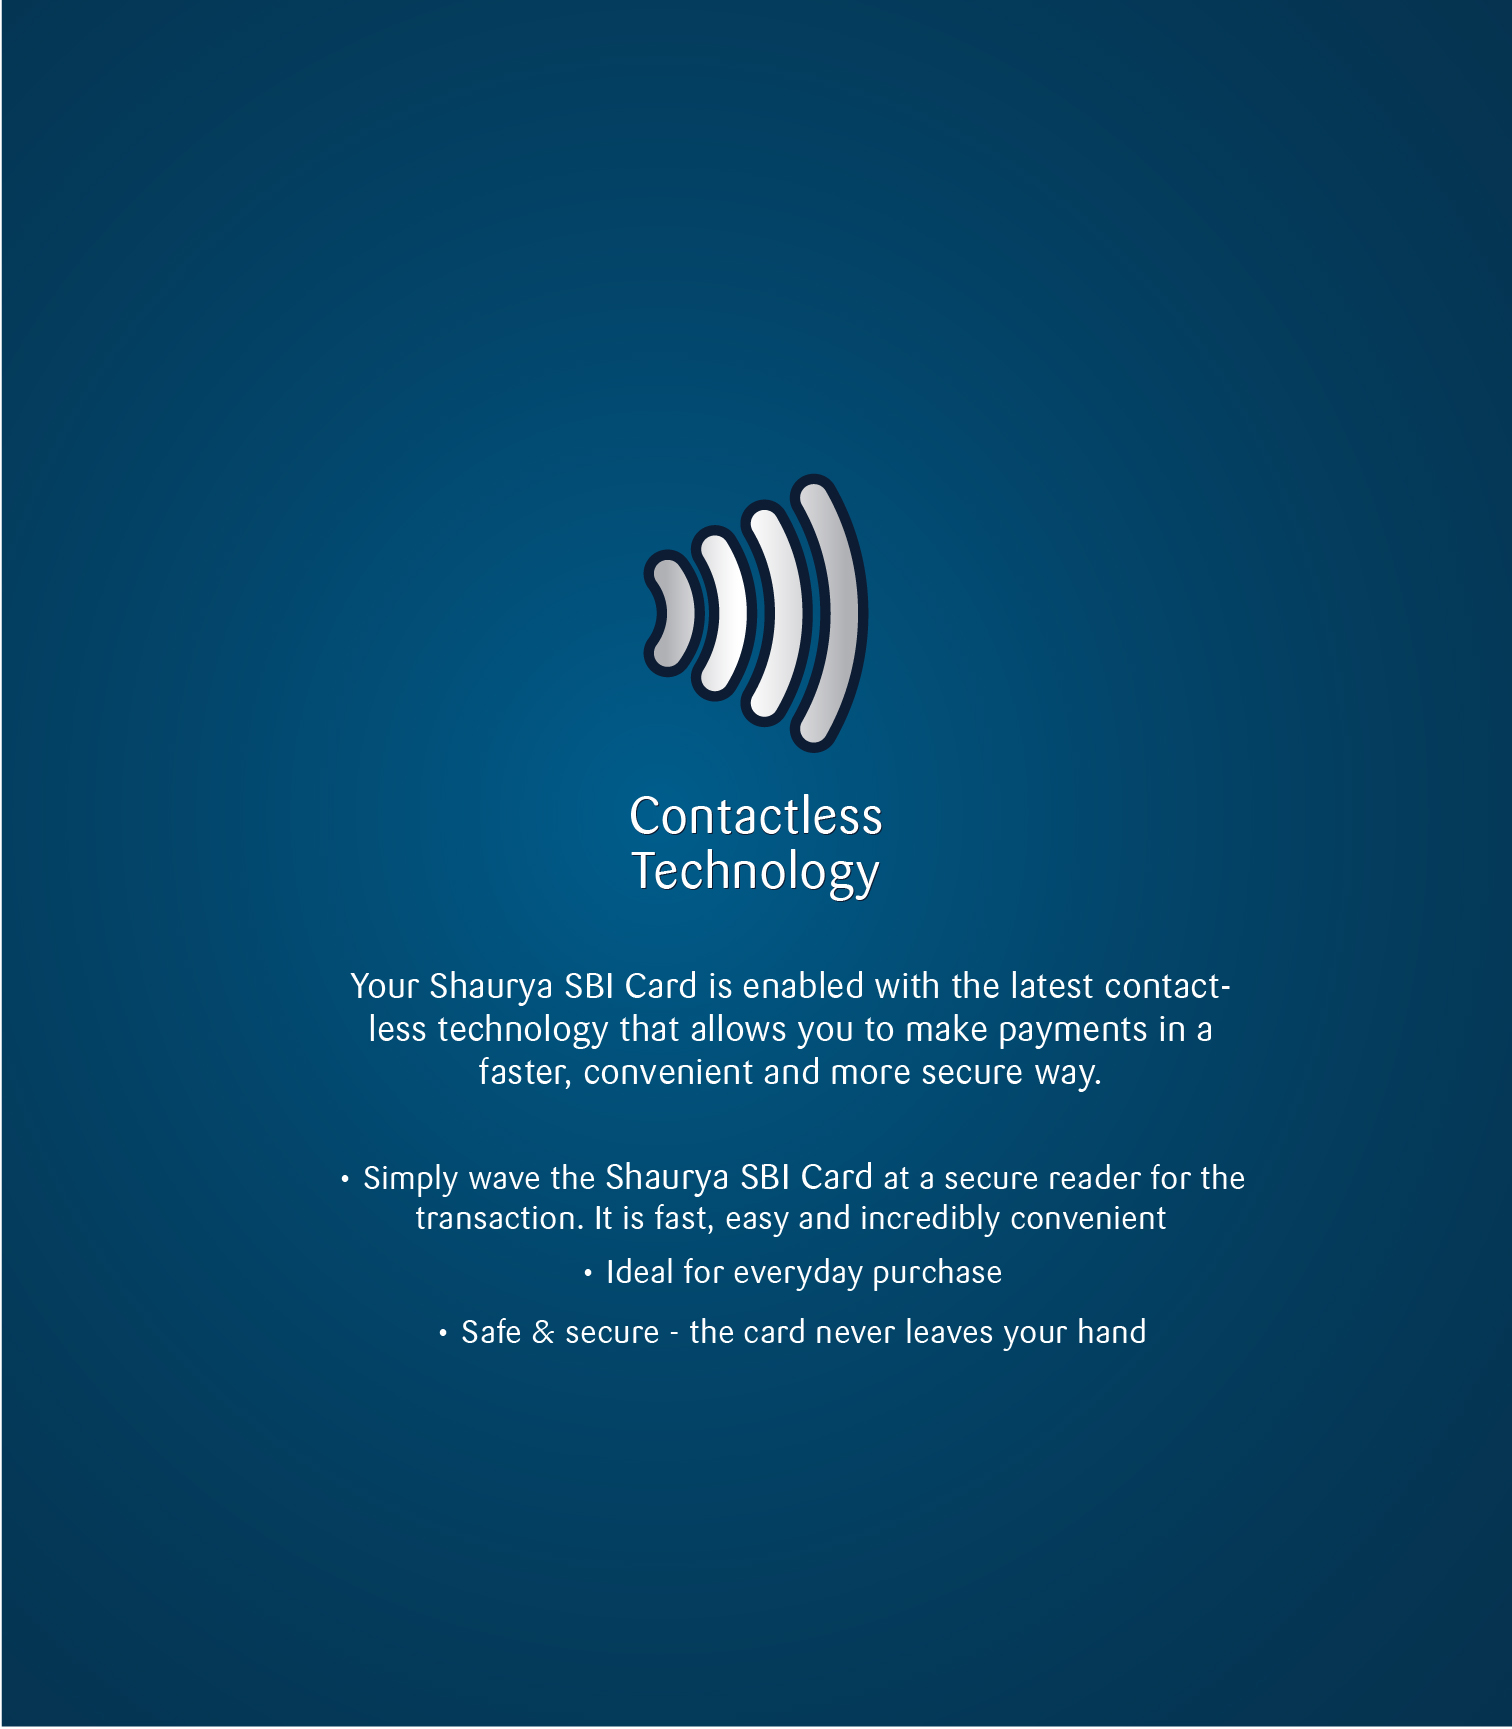 Contactless
Technology
Your Shaurya SBI Card is enabled with the latest contact-
less technology that allows you to make payments in a
faster, convenient and more secure way.
• Simply wave the Shaurya SBI Card at a secure reader for the
transaction. It is fast, easy and incredibly convenient
• Ideal for everyday purchase
• Safe & secure - the card never leaves your hand